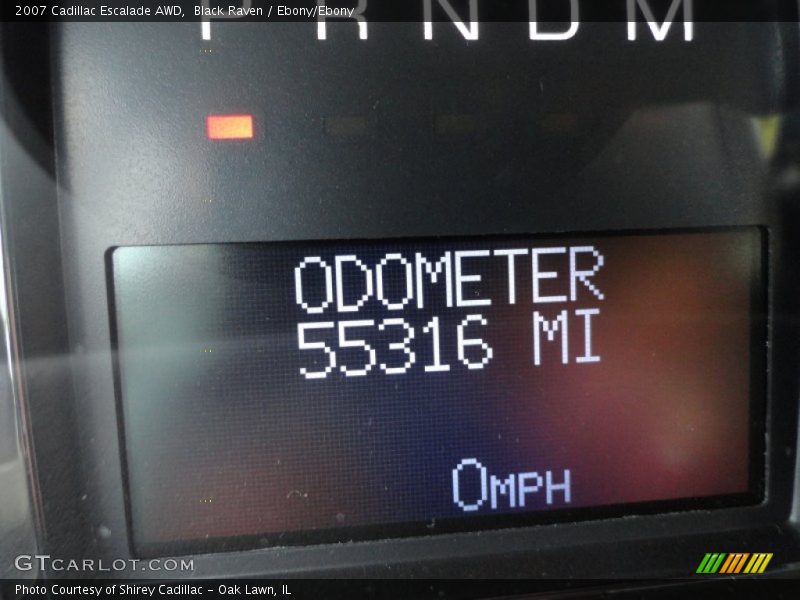 2007 Cadillac Escalade AWD, Black Raven / Ebony/Ebony
P R N D M
ODOMETER
55316 MI
0MPH
GTCARLOT.COM
Photo Courtesy of Shirey Cadillac - Oak Lawn, IL